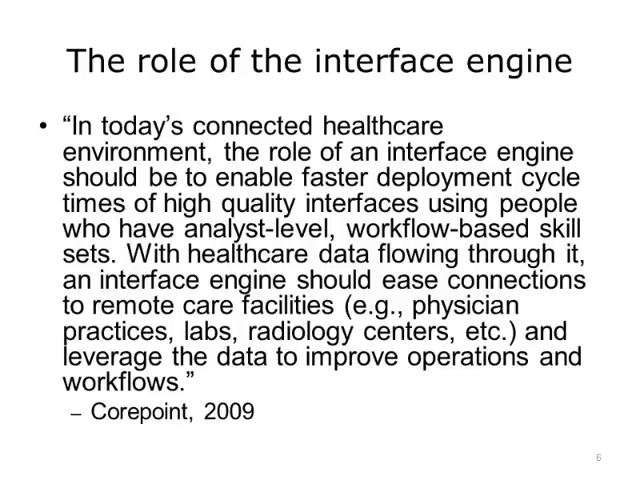 The role of the interface engine
• “In today’s connected healthcare
environment, the role of an interface engine
should be to enable faster deployment cycle
times of high quality interfaces using people
who have analyst-level, workflow-based skill
sets. With healthcare data flowing through it,
an interface engine should ease connections
to remote care facilities (e.g., physician
practices, labs, radiology centers, etc.) and
leverage the data to improve operations and
workflows.”
– Corepoint, 2009
6